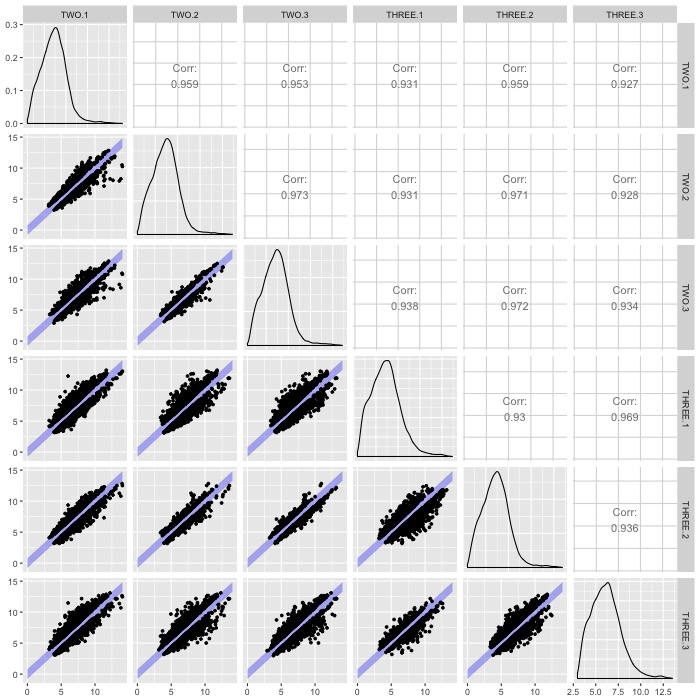 TWO.1 TWO.2 TWO.3 THREE.1 THREE.2 THREE.3
0.3
0.2
0.1
0.0
Corr:
0.959
Corr:
0.953
Corr:
0.931
Corr:
0.959
Corr:
0.927
TWO.1
15
10
5
0
Corr:
0.973
Corr:
0.931
Corr:
0.971
Corr:
0.928
TWO.2
15
10
5
0
Corr:
0.938
Corr:
0.972
Corr:
0.934
TWO.3
15
10
5
0
Corr:
0.93
Corr:
0.969
THREE.1
15
10
5
0
Corr:
0.936
THREE.2
15
10
5
0
THREE.3
0 5 10 0 5 10 0 5 10 0 5 10 0 5 10 2.5 5.0 7.5 10.0 12.5